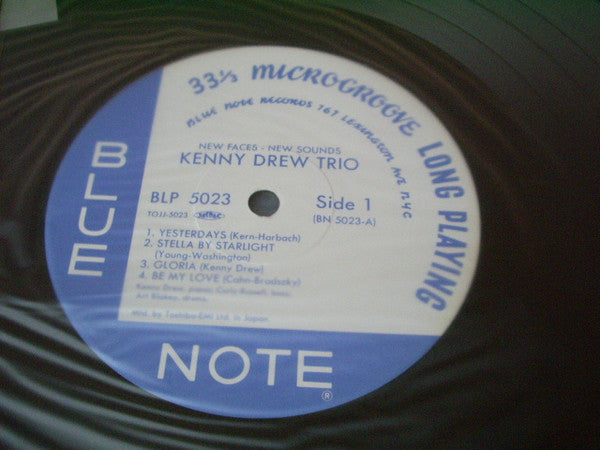 33⅓ MICROGROOVE LONG PLAYING
BLUE NOTE RECORDS 767 LEXINGTON AVE NYC
NEW FACES - NEW SOUNDS
KENNY DREW TRIO
BLP 5023
Side 1
TOJJ-5023
(BN 5023-A)
1. YESTERDAYS (Kern-Harbach)
2. STELLA BY STARLIGHT
(Young-Washington)
3. GLORIA (Kenny Drew)
4. BE MY LOVE (Cahn-Brodszky)
Kenny Drew, piano; Curly Russell, bass;
Art Blakey, drums.
Mfd. by Toshiba-EMI Ltd. in Japan.
BLUE
NOTE
®